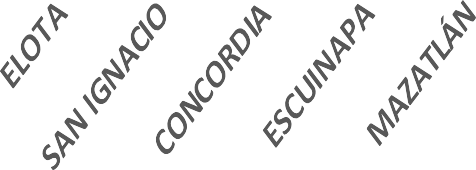 ELOTA
SAN IGNACIO
CONCORDIA
ESCUINAPA
MAZATLÁN